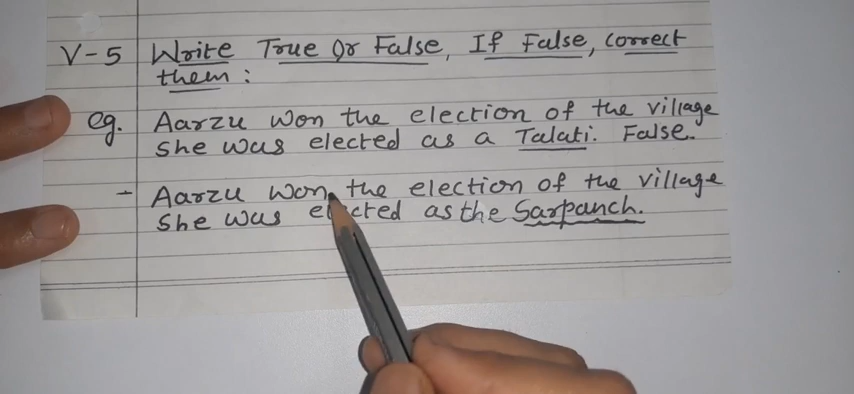 V-5 Write True Or False, If False, correct
them :
eg. Aarzu won the election of the village
She was elected as a Talati. False.
- Aarzu won the election of the village
She was elected as the Sarpanch.